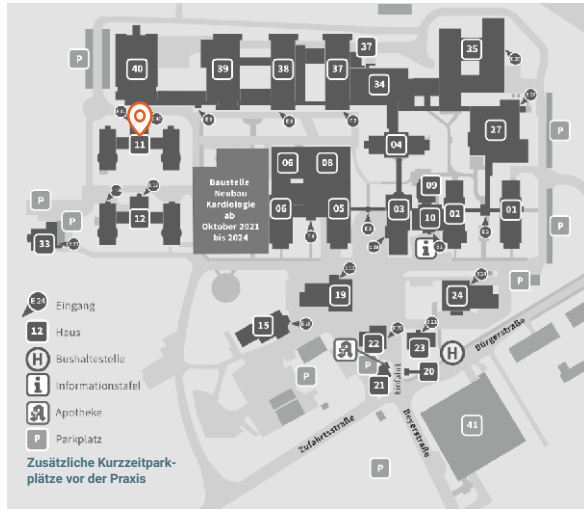 37
35
P
40
39
38
37
34
27
P
11
04
06
08
Baustelle
Neubau
Kardiologie
ab
Oktober 2021
bis 2024
09
P
12
06
05
03
10
02
01
P
P
33
i
P
19
24
15
22
23
H
Bürgerstraße
P
21
20
Einfahrt
P
Zufahrtsstraße
Beyerstraße
41
P
E 24
Eingang
12
Haus
H
Bushaltestelle
i
Informationstafel
Apotheke
P
Parkplatz
Zusätzliche Kurzzeitpark-
plätze vor der Praxis